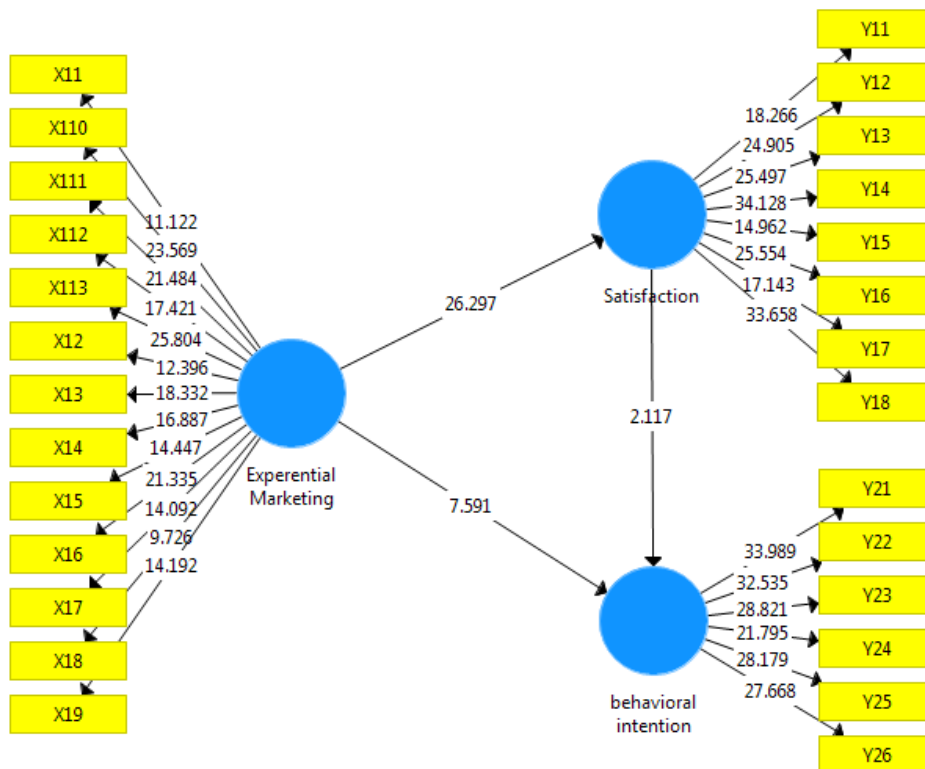 X11
X110
X111
X112
X113
X12
X13
X14
X15
X16
X17
X18
X19
11.122
23.569
21.484
17.421
25.804
12.396
18.332
16.887
14.447
21.335
14.092
9.726
14.192
Experential
Marketing
26.297
7.591
Satisfaction
2.117
behavioral
intention
18.266
24.905
25.497
34.128
14.962
25.554
17.143
33.658
Y11
Y12
Y13
Y14
Y15
Y16
Y17
Y18
33.989
32.535
28.821
21.795
28.179
27.668
Y21
Y22
Y23
Y24
Y25
Y26